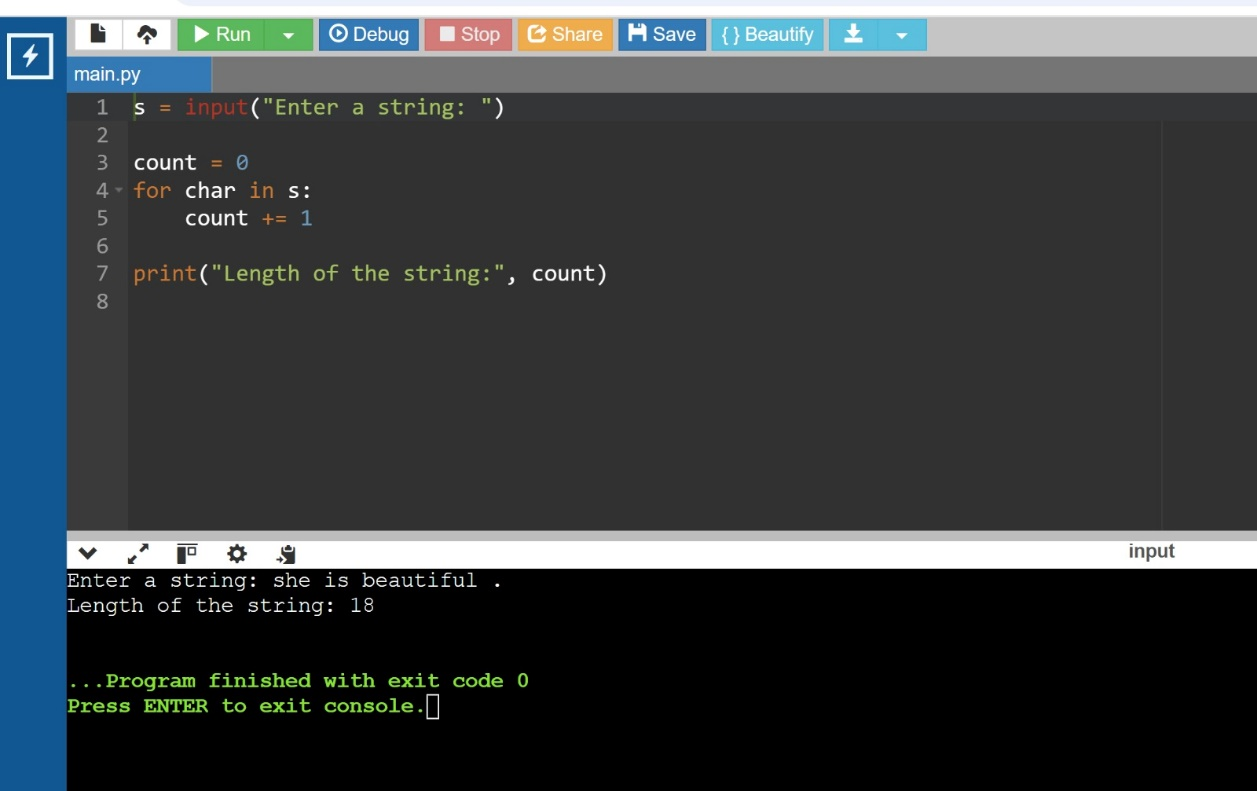 Run Debug Stop Share Save { } Beautify
main.py
1 s = input("Enter a string: ")
2
3 count = 0
4 for char in s:
5     count += 1
6
7 print("Length of the string:", count)
8
input
Enter a string: she is beautiful .
Length of the string: 18
...Program finished with exit code 0
Press ENTER to exit console.